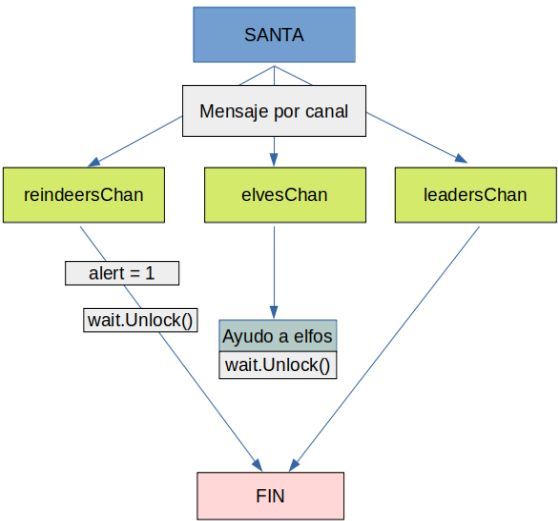 SANTA
Mensaje por canal
reindeersChan
elvesChan
leadersChan
alert = 1
wait.Unlock()
Ayudo a elfos
wait.Unlock()
FIN